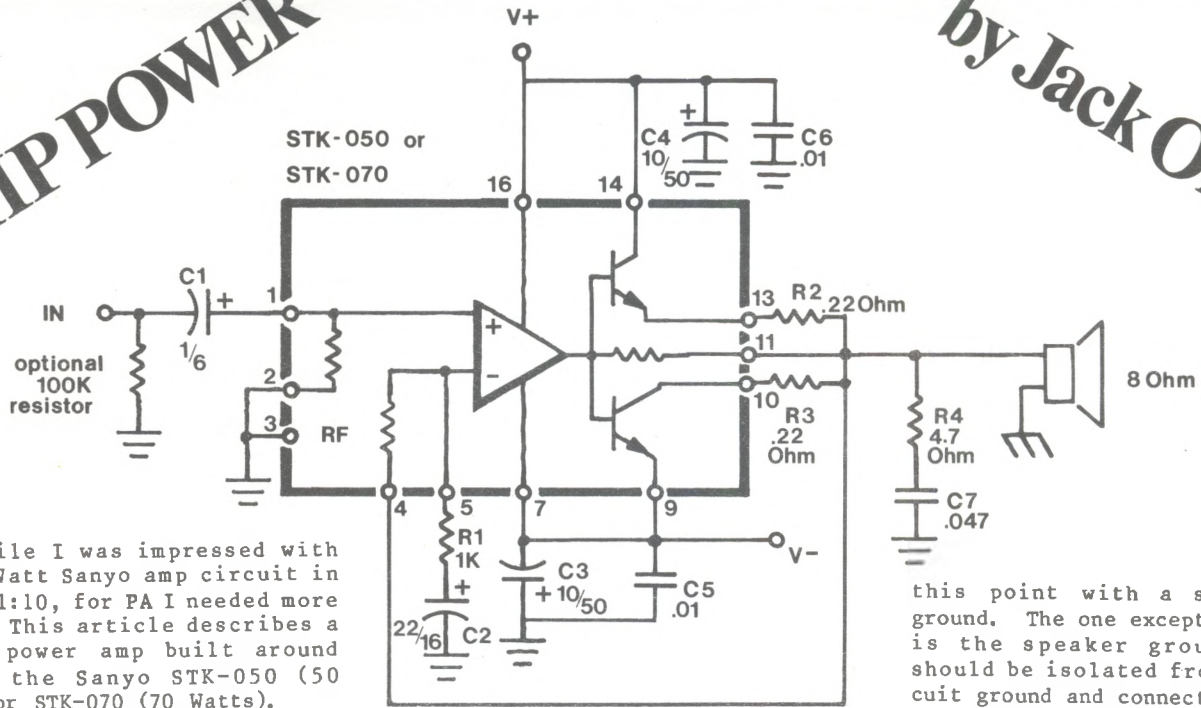 HIP POWER
by Jack O
V+
STK-050 or
STK-070
16
14
+
C4
10/50
C6
.01
C1
+
1/6
IN
optional
100K
resistor
1
2
3
RF
+
-
13
R2
.22 Ohm
11
10
R3
.22
Ohm
8 Ohm
R4
4.7
Ohm
C7
.047
4
5
7
9
R1
1K
+
22/16
C2
C3
+ 10/50
C5
.01
V-
ile I was impressed with
Watt Sanyo amp circuit in
1:10, for PA I needed more
This article describes a
power amp built around
the Sanyo STK-050 (50
or STK-070 (70 Watts).
this point with a s
ground. The one except
is the speaker grou
should be isolated fro
cuit ground and connect